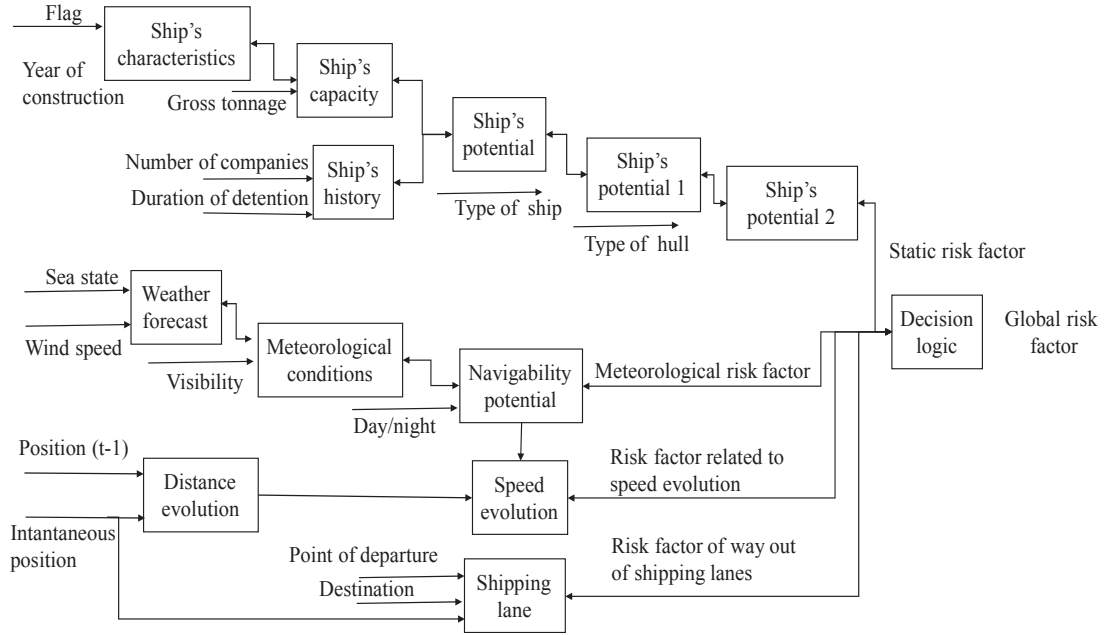 Flag
Ship's
characteristics
Year of
construction
Ship's
capacity
Gross tonnage
Ship's
potential
Number of companies
Duration of detention
Ship's
history
Type of ship
Ship's
potential 1
Type of hull
Ship's
potential 2
Static risk factor
Sea state
Wind speed
Weather
forecast
Visibility
Meteorological
conditions
Day/night
Navigability
potential
Meteorological risk factor
Decision
logic
Global risk
factor
Position (t-1)
Intantaneous
position
Distance
evolution
Speed
evolution
Risk factor related to
speed evolution
Point of departure
Destination
Shipping
lane
Risk factor of way out
of shipping lanes